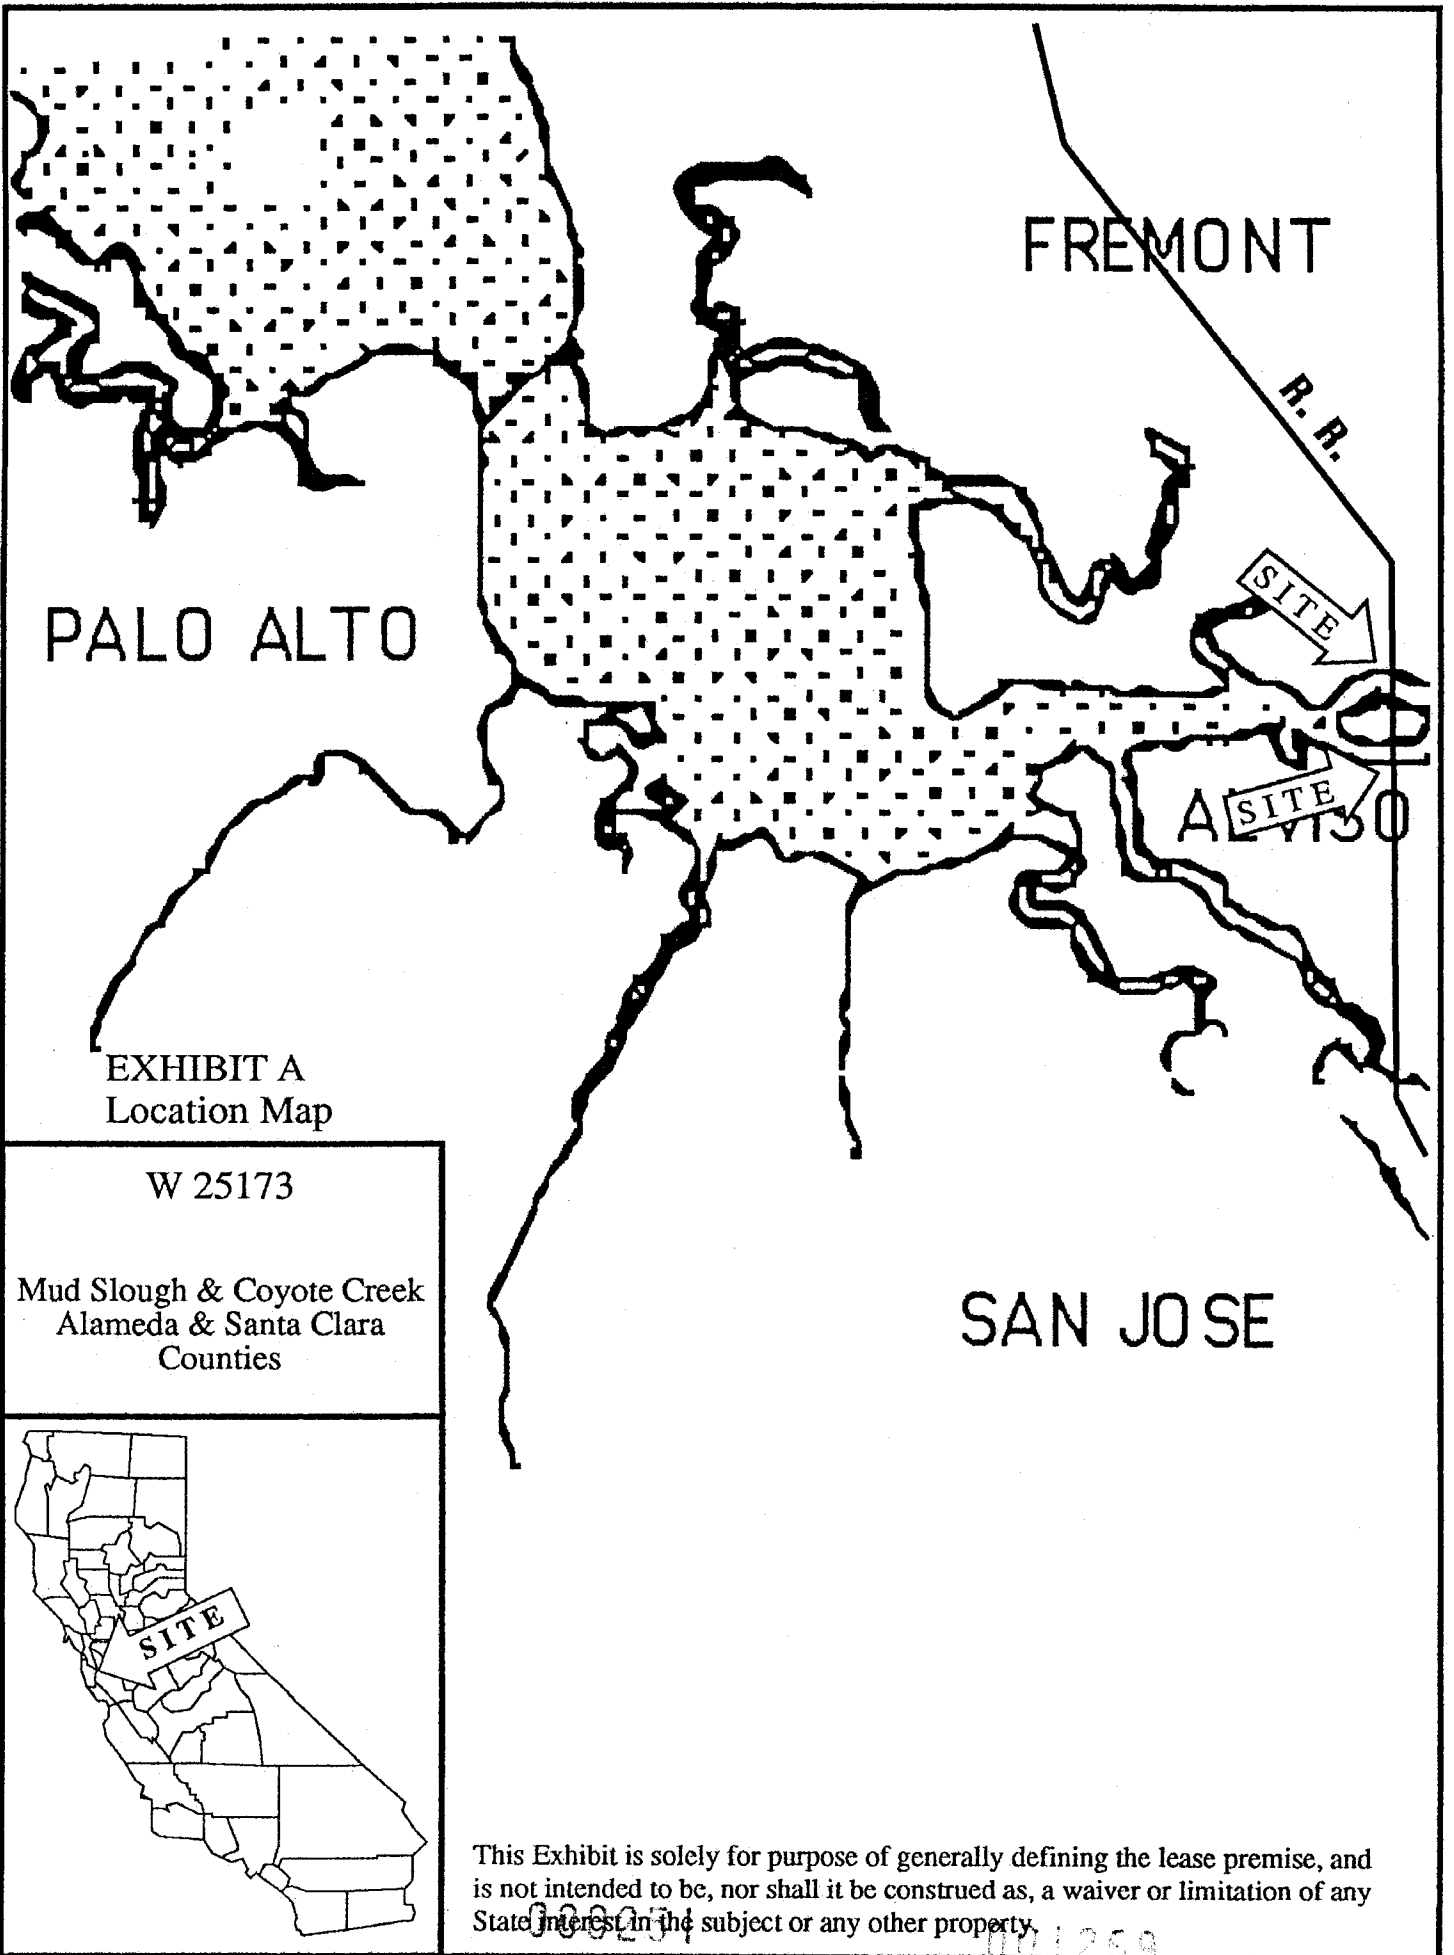 FREMONT
R. R.
SITE
PALO ALTO
SITE
ALVISO
EXHIBIT A
Location Map
W 25173
Mud Slough & Coyote Creek
Alameda & Santa Clara
Counties
SAN JOSE
SITE
This Exhibit is solely for purpose of generally defining the lease premise, and
is not intended to be, nor shall it be construed as, a waiver or limitation of any
State Interest in the subject or any other property.
001259